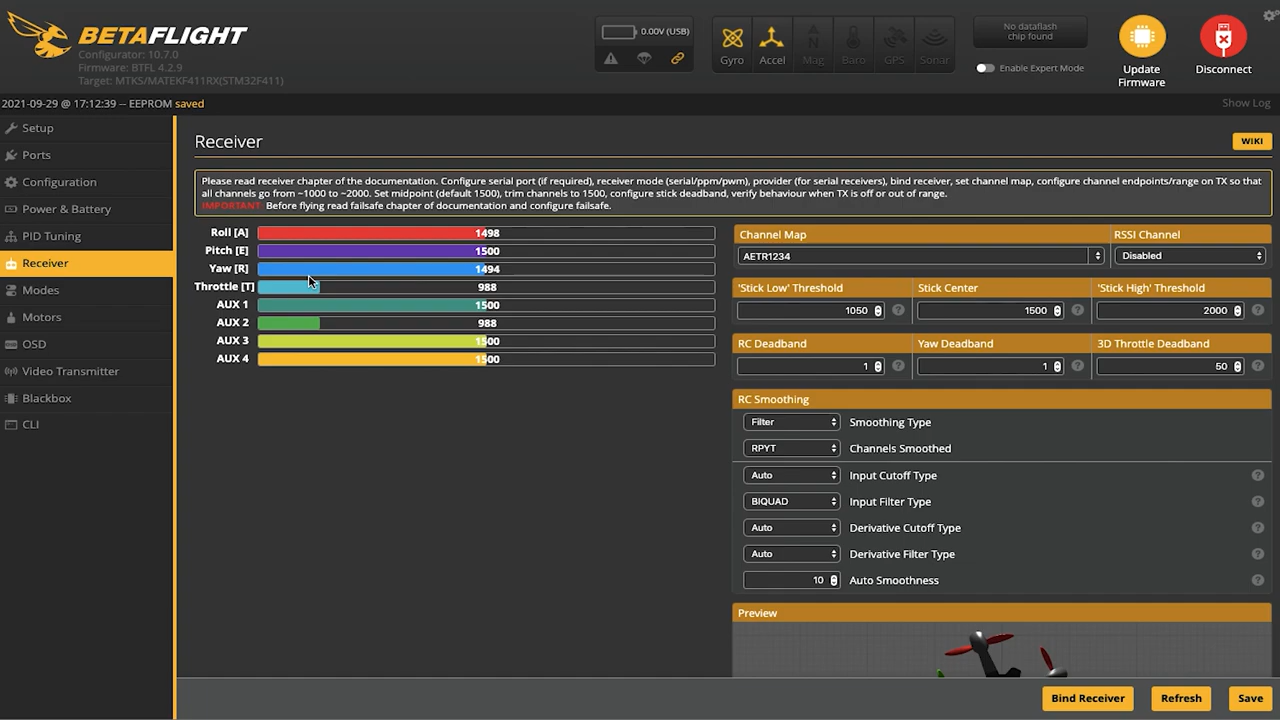 BETAFLIGHT
Configurator: 10.7.0
Firmware: BTFL 4.2.9
Target: MTKS/MATEKF411RX(STM32F411)
0.00V (USB)
Gyro
Accel
Mag
Baro
GPS
Sonar
No dataflash
chip found
Enable Expert Mode
Update
Firmware
Disconnect
2021-09-29 @ 17:12:39 -- EEPROM saved
Show Log
Setup
Ports
Configuration
Power & Battery
PID Tuning
Receiver
Modes
Motors
OSD
Video Transmitter
Blackbox
CLI
Receiver
WIKI
Please read receiver chapter of the documentation. Configure serial port (if required), receiver mode (serial/ppm/pwm), provider (for serial receivers), bind receiver, set channel map, configure channel endpoints/range on TX so that
all channels go from ~1000 to ~2000. Set midpoint (default 1500), trim channels to 1500, configure stick deadband, verify behaviour when TX is off or out of range.
IMPORTANT: Before flying read failsafe chapter of documentation and configure failsafe.
Roll [A] 1498
Pitch [E] 1500
Yaw [R] 1494
Throttle [T] 988
AUX 1 1500
AUX 2 988
AUX 3 1500
AUX 4 1500
Channel Map
RSSI Channel
AETR1234
Disabled
'Stick Low' Threshold
Stick Center
'Stick High' Threshold
1050 ?
1500 ?
2000 ?
RC Deadband
Yaw Deadband
3D Throttle Deadband
1 ?
1 ?
50 ?
RC Smoothing
Filter Smoothing Type
RPYT Channels Smoothed
Auto Input Cutoff Type ?
BIQUAD Input Filter Type ?
Auto Derivative Cutoff Type ?
Auto Derivative Filter Type ?
10 Auto Smoothness ?
Preview
Bind Receiver
Refresh
Save